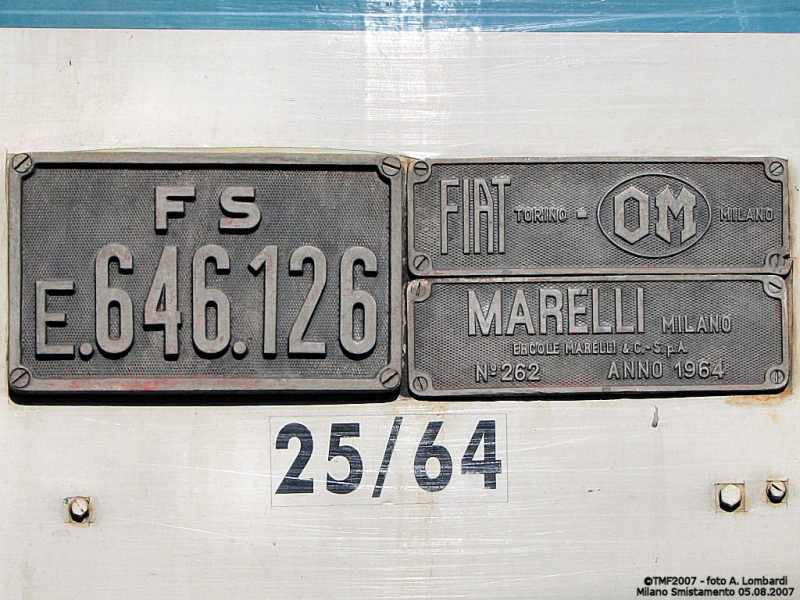 FS
E.646.126
FIAT TORINO - OM MILANO
MARELLI MILANO
ERCOLE MARELLI & C.-S.p.A.
Nº 262 ANNO 1964
25/64
©TMF2007 - foto A. Lombardi
Milano Smistamento 05.08.2007